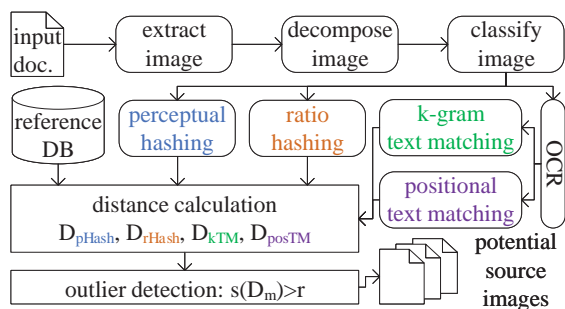 input
doc.
extract
image
decompose
image
classify
image
reference
DB
perceptual
hashing
ratio
hashing
k-gram
text matching
positional
text matching
OCR
distance calculation
DpHash, DrHash, DkTM, DposTM
outlier detection: s(Dm)>r
potential
source
images